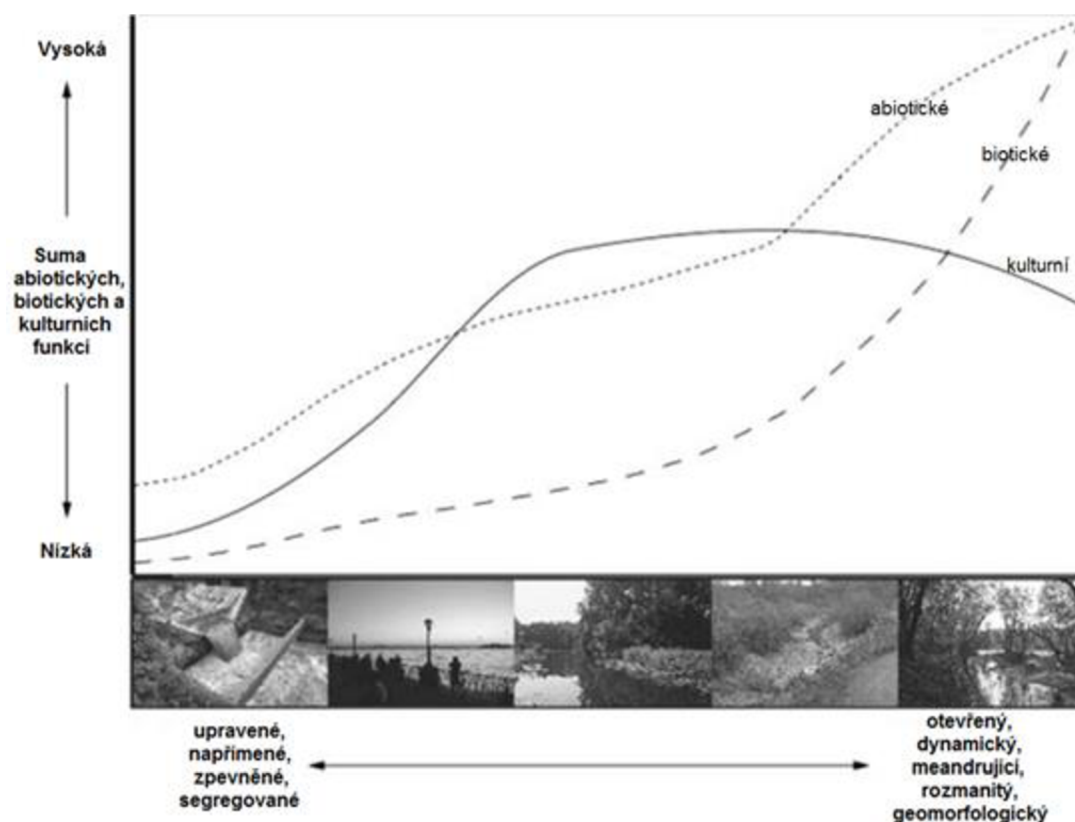 Vysoká
abiotické
biotické
Suma
abiotických,
biotických a
kulturních
funkcí
kulturní
Nízká
upravené,
napřímené,
zpevněné,
segregované
otevřený,
dynamický,
meandrující,
rozmanitý,
geomorfologický